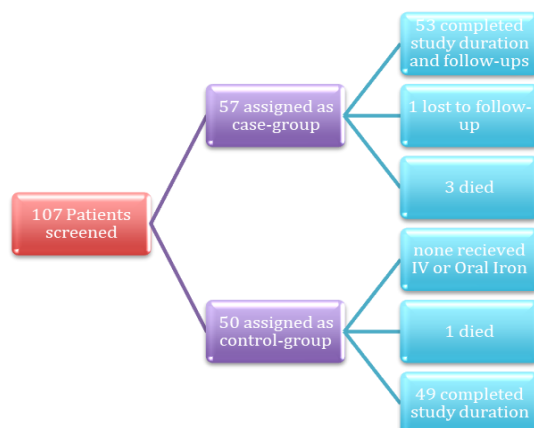 107 Patients
screened
57 assigned as
case-group
53 completed
study duration
and follow-ups
1 lost to follow-
up
3 died
50 assigned as
control-group
none recieved
IV or Oral Iron
1 died
49 completed
study duration